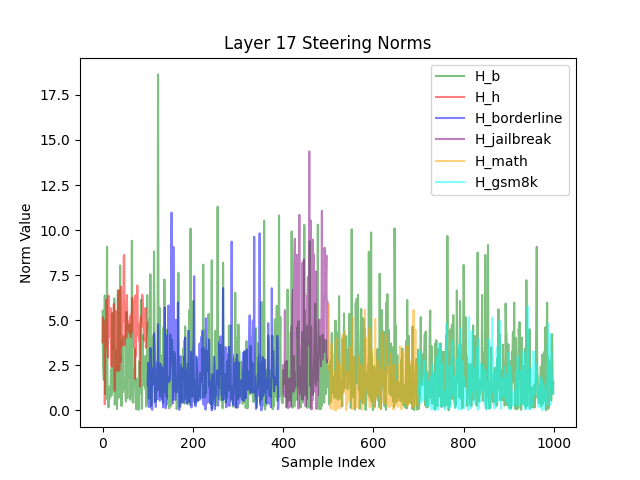 Layer 17 Steering Norms
Norm Value
17.5
15.0
12.5
10.0
7.5
5.0
2.5
0.0
H_b
H_h
H_borderline
H_jailbreak
H_math
H_gsm8k
0
200
400
600
800
1000
Sample Index